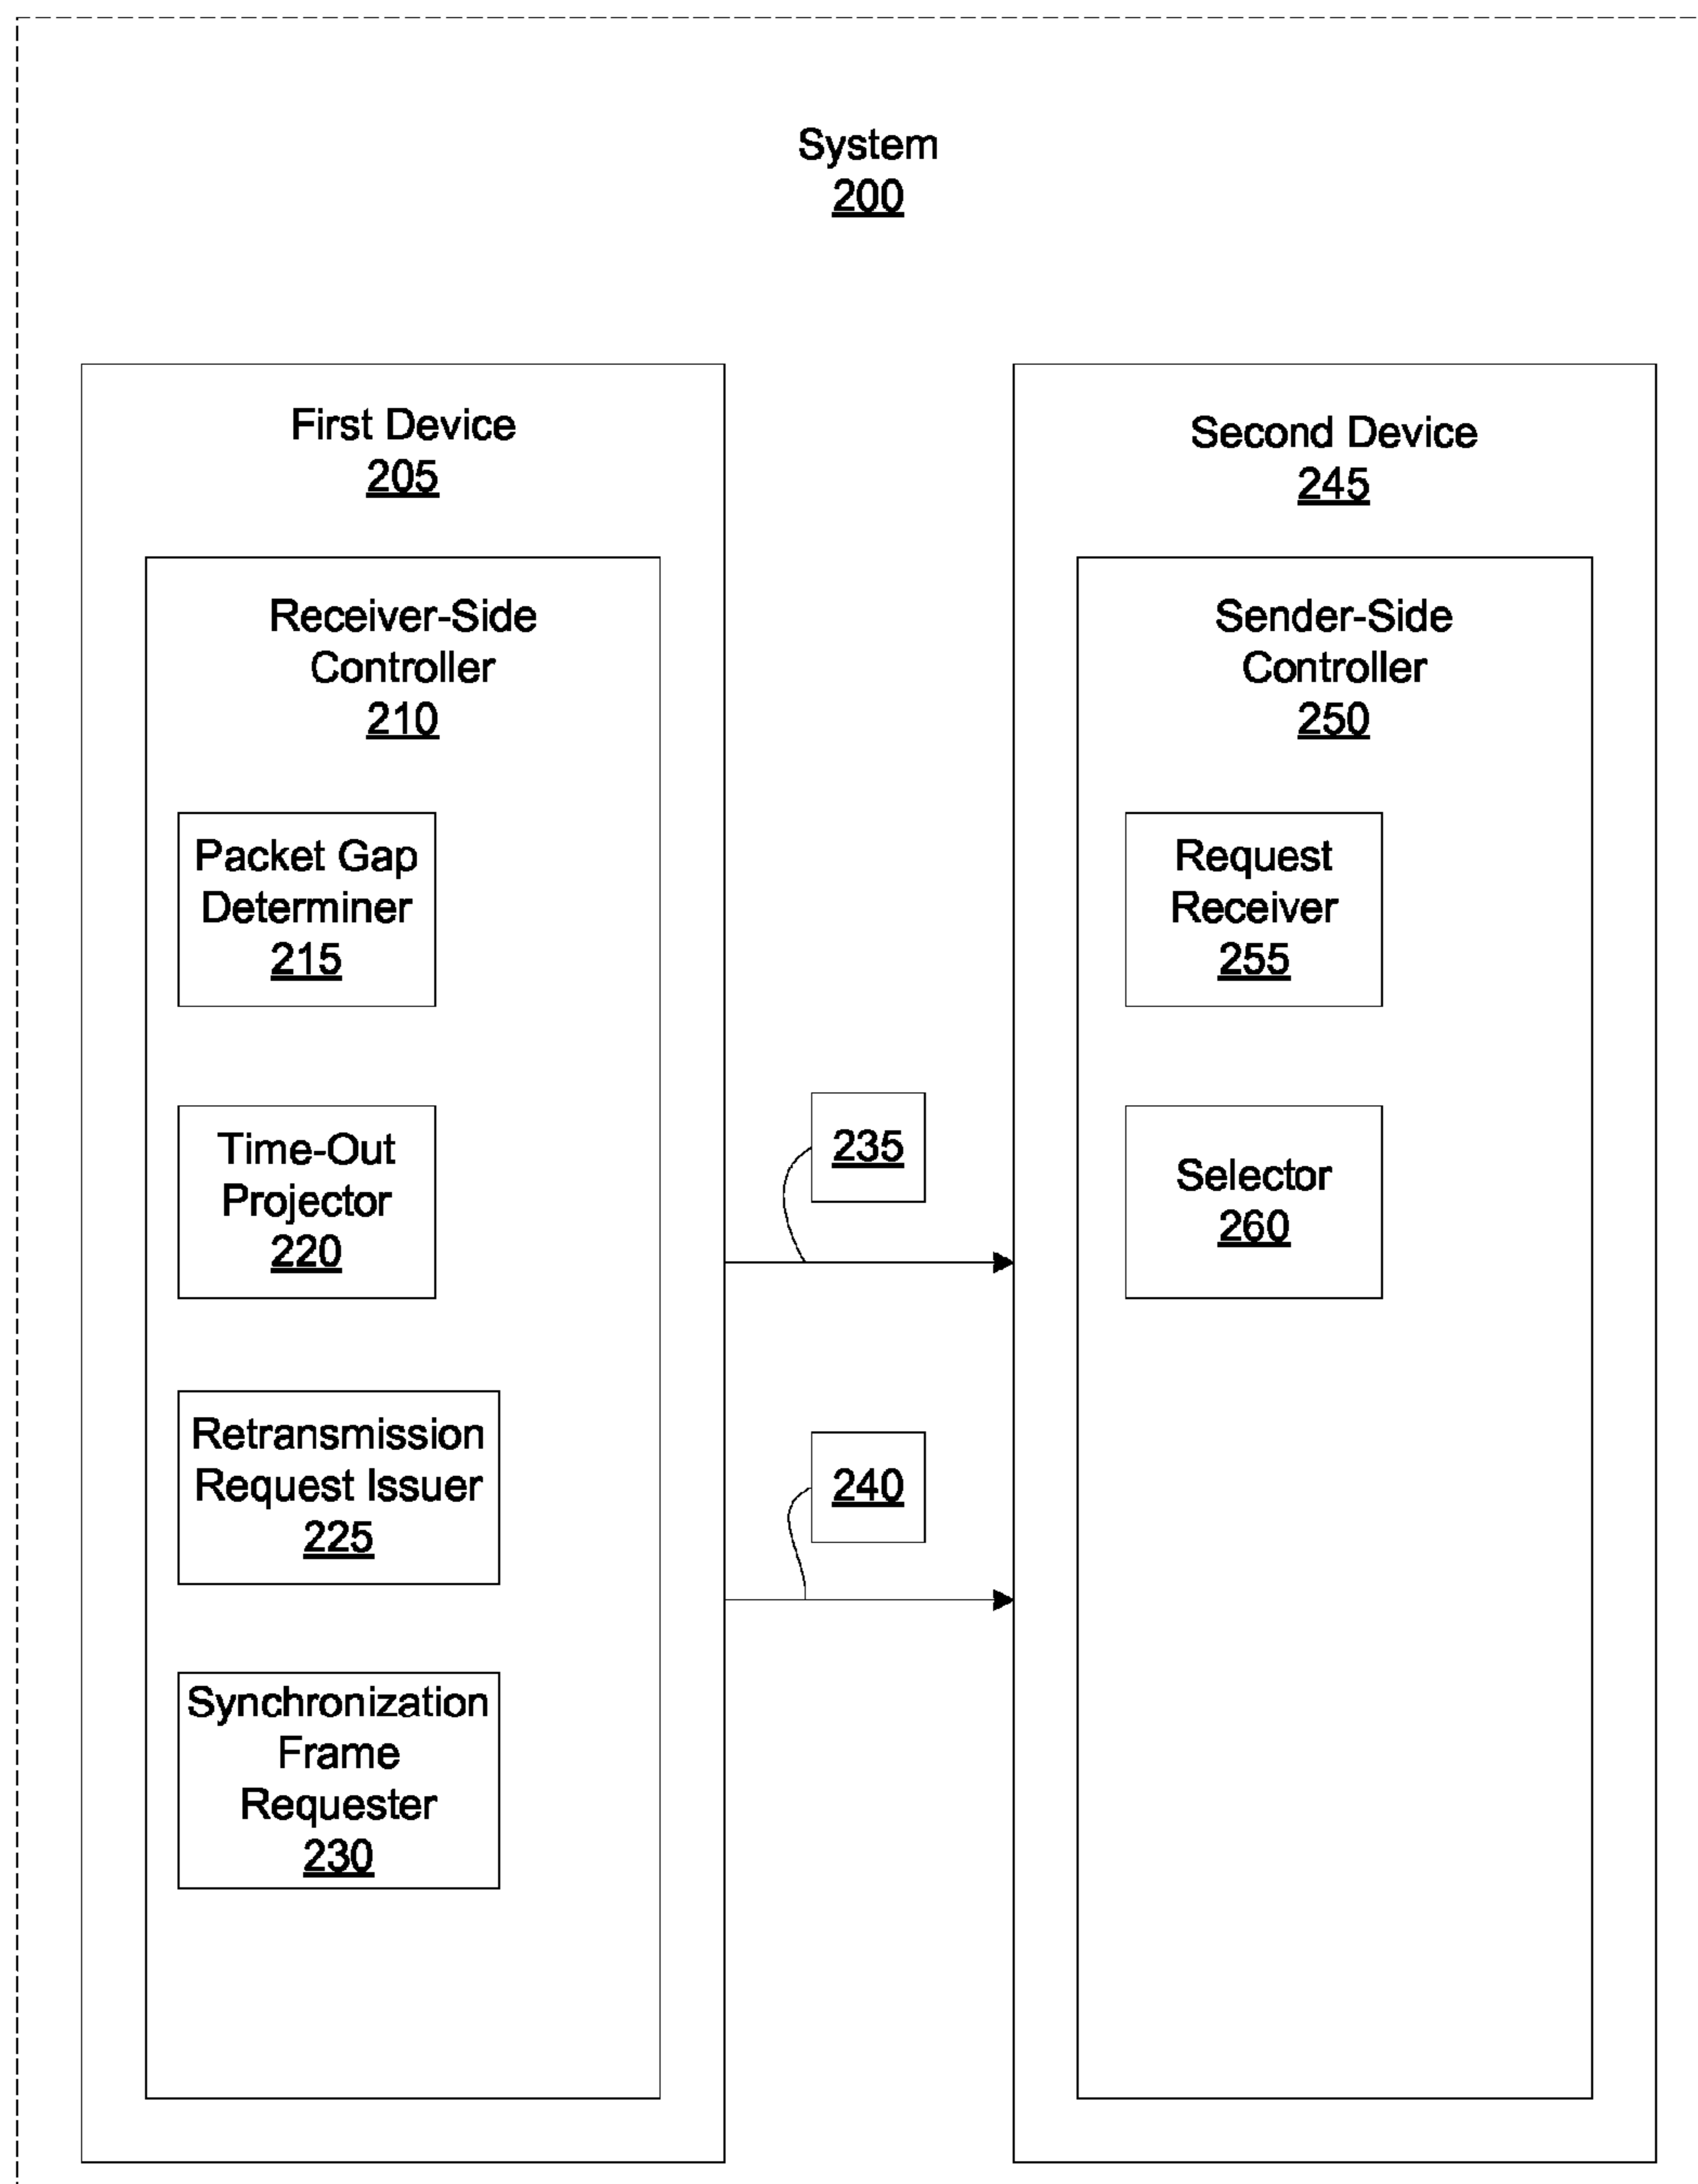 System
200
First Device
205
Receiver-Side
Controller
210
Packet Gap
Determiner
215
Time-Out
Projector
220
Retransmission
Request Issuer
225
Synchronization
Frame
Requester
230
235
240
Second Device
245
Sender-Side
Controller
250
Request
Receiver
255
Selector
260